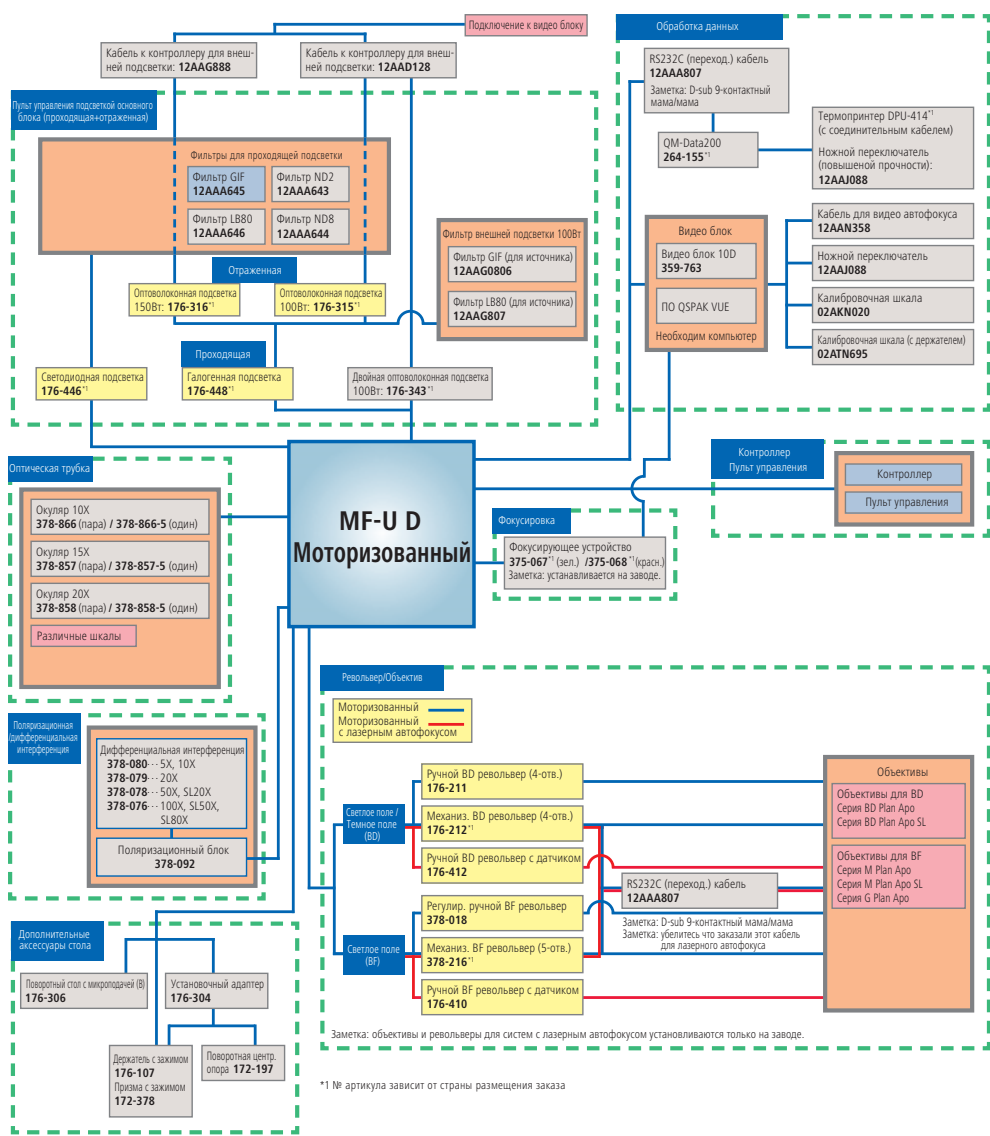 Подключение к видео блоку
Кабель к контроллеру для внеш-
ней подсветки: 12AAG888
Кабель к контроллеру для внеш-
ней подсветки: 12AAD128
Пульт управления подсветкой основного
блока (проходящая+отраженная)
Фильтры для проходящей подсветки
Фильтр GIF
12AAA645
Фильтр ND2
12AAA643
Фильтр LB80
12AAA646
Фильтр ND8
12AAA644
Фильтр внешней подсветки 100Вт
Фильтр GIF (для источника)
12AAG0806
Фильтр LB80 (для источника)
12AAG807
Отраженная
Оптоволоконная подсветка
150Вт: 176-316*1
Оптоволоконная подсветка
100Вт: 176-315*1
Проходящая
Светодиодная подсветка
176-446*1
Галогенная подсветка
176-448*1
Двойная оптоволоконная подсветка
100Вт: 176-343*1
Обработка данных
RS232C (переход.) кабель
12AAA807
Заметка: D-sub 9-контактный
мама/мама
QM-Data200
264-155*1
Термопринтер DPU-414*1
(с соединительным кабелем)
Ножной переключатель
(повышеной прочности):
12AAJ088
Видео блок
Видео блок 10D
359-763
ПО QSPAK VUE
Необходим компьютер
Кабель для видео автофокуса
12AAN358
Ножной переключатель
12AAJ088
Калибровочная шкала
02AKN020
Калибровочная шкала (с держателем)
02ATN695
Оптическая трубка
Окуляр 10X
378-866 (пара) / 378-866-5 (один)
Окуляр 15X
378-857 (пара) / 378-857-5 (один)
Окуляр 20X
378-858 (пара) / 378-858-5 (один)
Различные шкалы
MF-U D
Моторизованный
Контроллер
Пульт управления
Контроллер
Пульт управления
Фокусировка
Фокусирующее устройство
375-067*1 (зел.) /375-068*1 (красн.)
Заметка: устанавливается на заводе.
Поляризационная
/дифференциальная
интерференция
Дифференциальная интерференция
378-080··· 5X, 10X
378-079··· 20X
378-078··· 50X, SL20X
378-076··· 100X, SL50X,
SL80X
Поляризационный блок
378-092
Револьвер/Объектив
Моторизованный
Моторизованный
с лазерным автофокусом
Светлое поле /
Темное поле
(BD)
Ручной BD револьвер (4-отв.)
176-211
Механиз. BD револьвер (4-отв.)
176-212*1
Ручной BD револьвер с датчиком
176-412
Светлое поле
(BF)
Регулир. ручной BF револьвер
378-018
Механиз. BF револьвер (5-отв.)
378-216*1
Ручной BF револьвер с датчиком
176-410
RS232C (переход.) кабель
12AAA807
Заметка: D-sub 9-контактный мама/мама
Заметка: убелитесь что заказали этот кабель
для лазерного автофокуса
Объективы
Объективы для BD
Серия BD Plan Apo
Серия BD Plan Apo SL
Объективы для BF
Серия M Plan Apo
Серия M Plan Apo SL
Серия G Plan Apo
Заметка: объективы и револьверы для систем с лазерным автофокусом устанавливаются только на заводе.
Дополнительные
аксессуары стола
Поворотный стол с микроподачей (B)
176-306
Установочный адаптер
176-304
Держатель с зажимом
176-107
Призма с зажимом
172-378
Поворотная центр.
опора 172-197
*1 № артикула зависит от страны размещения заказа